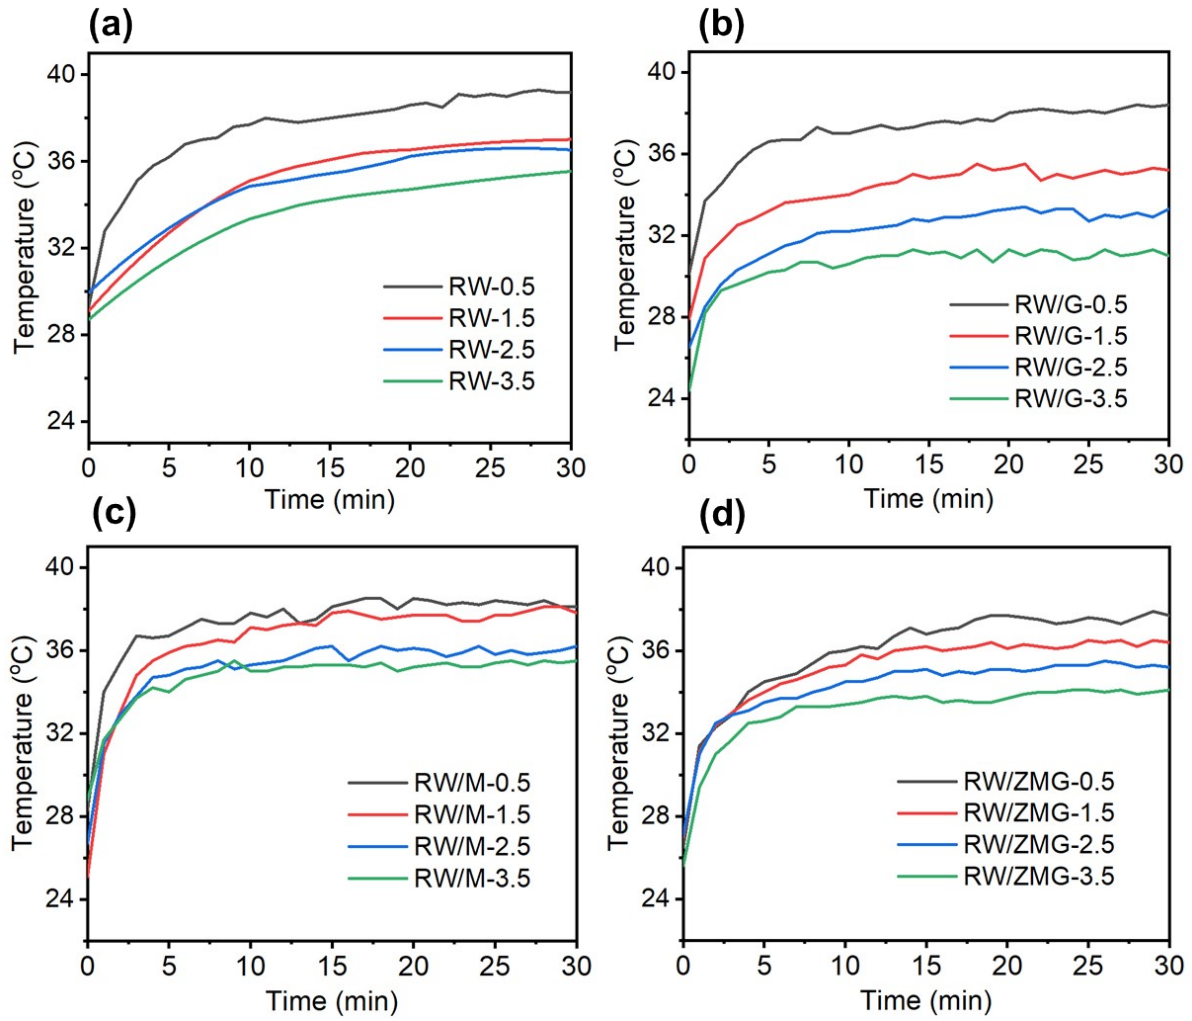 (a)
40
36
32
28
24
Temperature (ºC)
RW-0.5
RW-1.5
RW-2.5
RW-3.5
0 5 10 15 20 25 30
Time (min)
(b)
40
36
32
28
24
Temperature (ºC)
RW/G-0.5
RW/G-1.5
RW/G-2.5
RW/G-3.5
0 5 10 15 20 25 30
Time (min)
(c)
40
36
32
28
24
Temperature (ºC)
RW/M-0.5
RW/M-1.5
RW/M-2.5
RW/M-3.5
0 5 10 15 20 25 30
Time (min)
(d)
40
36
32
28
24
Temperature (ºC)
RW/ZMG-0.5
RW/ZMG-1.5
RW/ZMG-2.5
RW/ZMG-3.5
0 5 10 15 20 25 30
Time (min)